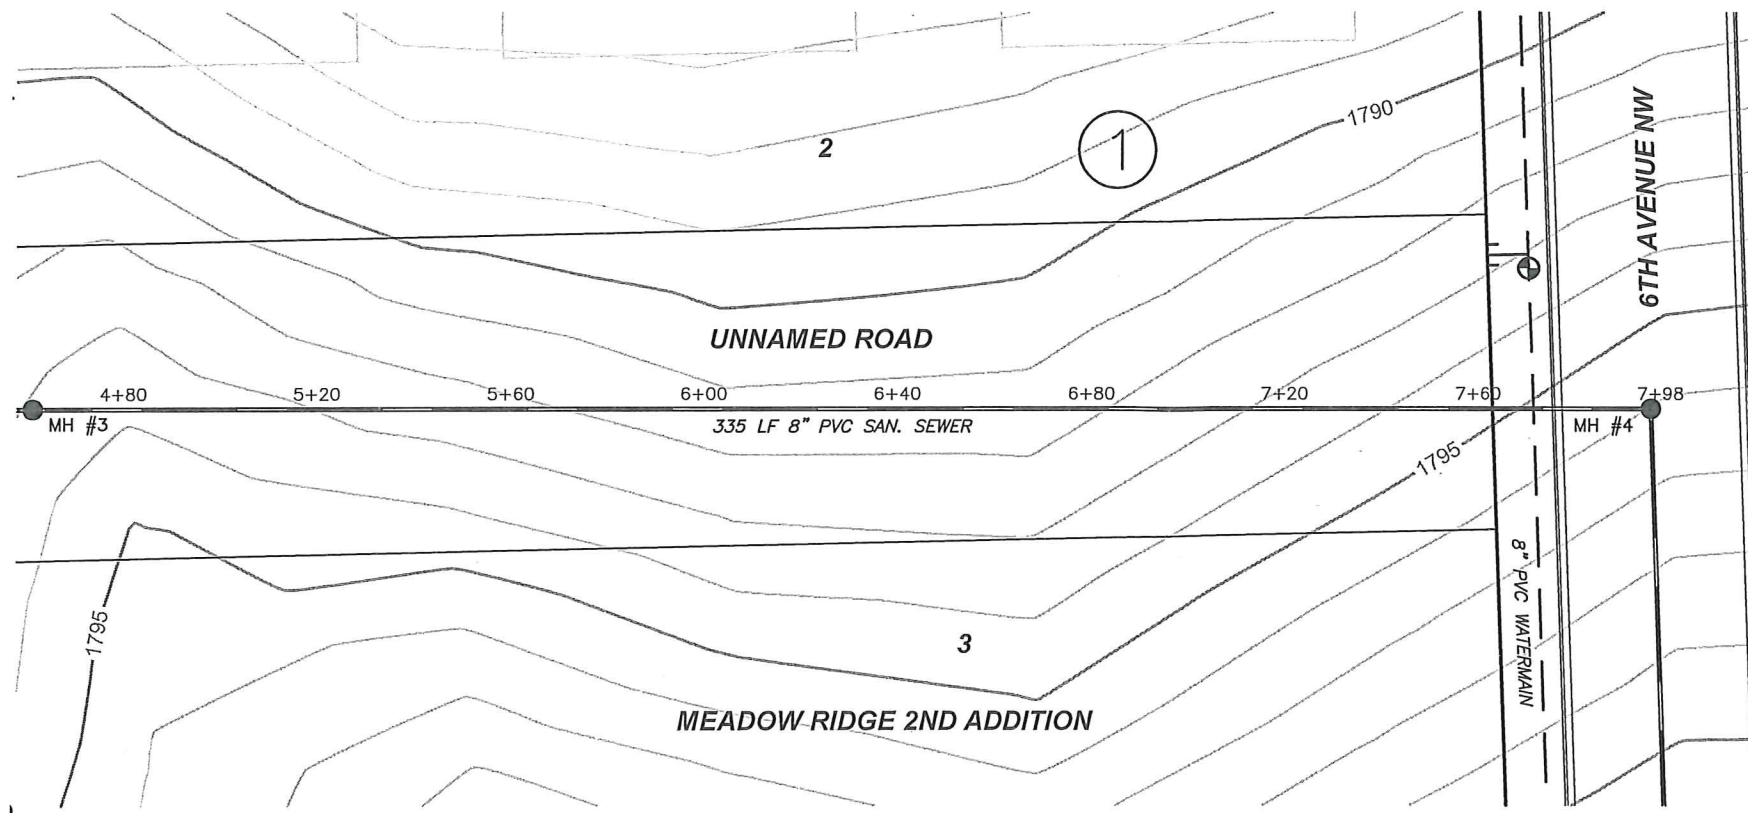 1790
2
1
6TH AVENUE NW
UNNAMED ROAD
4+80 5+20 5+60 6+00 6+40 6+80 7+20 7+60 7+98
MH #3 335 LF 8" PVC SAN. SEWER MH #4
1795
8" PVC WATERMAIN
1795
3
MEADOW RIDGE 2ND ADDITION